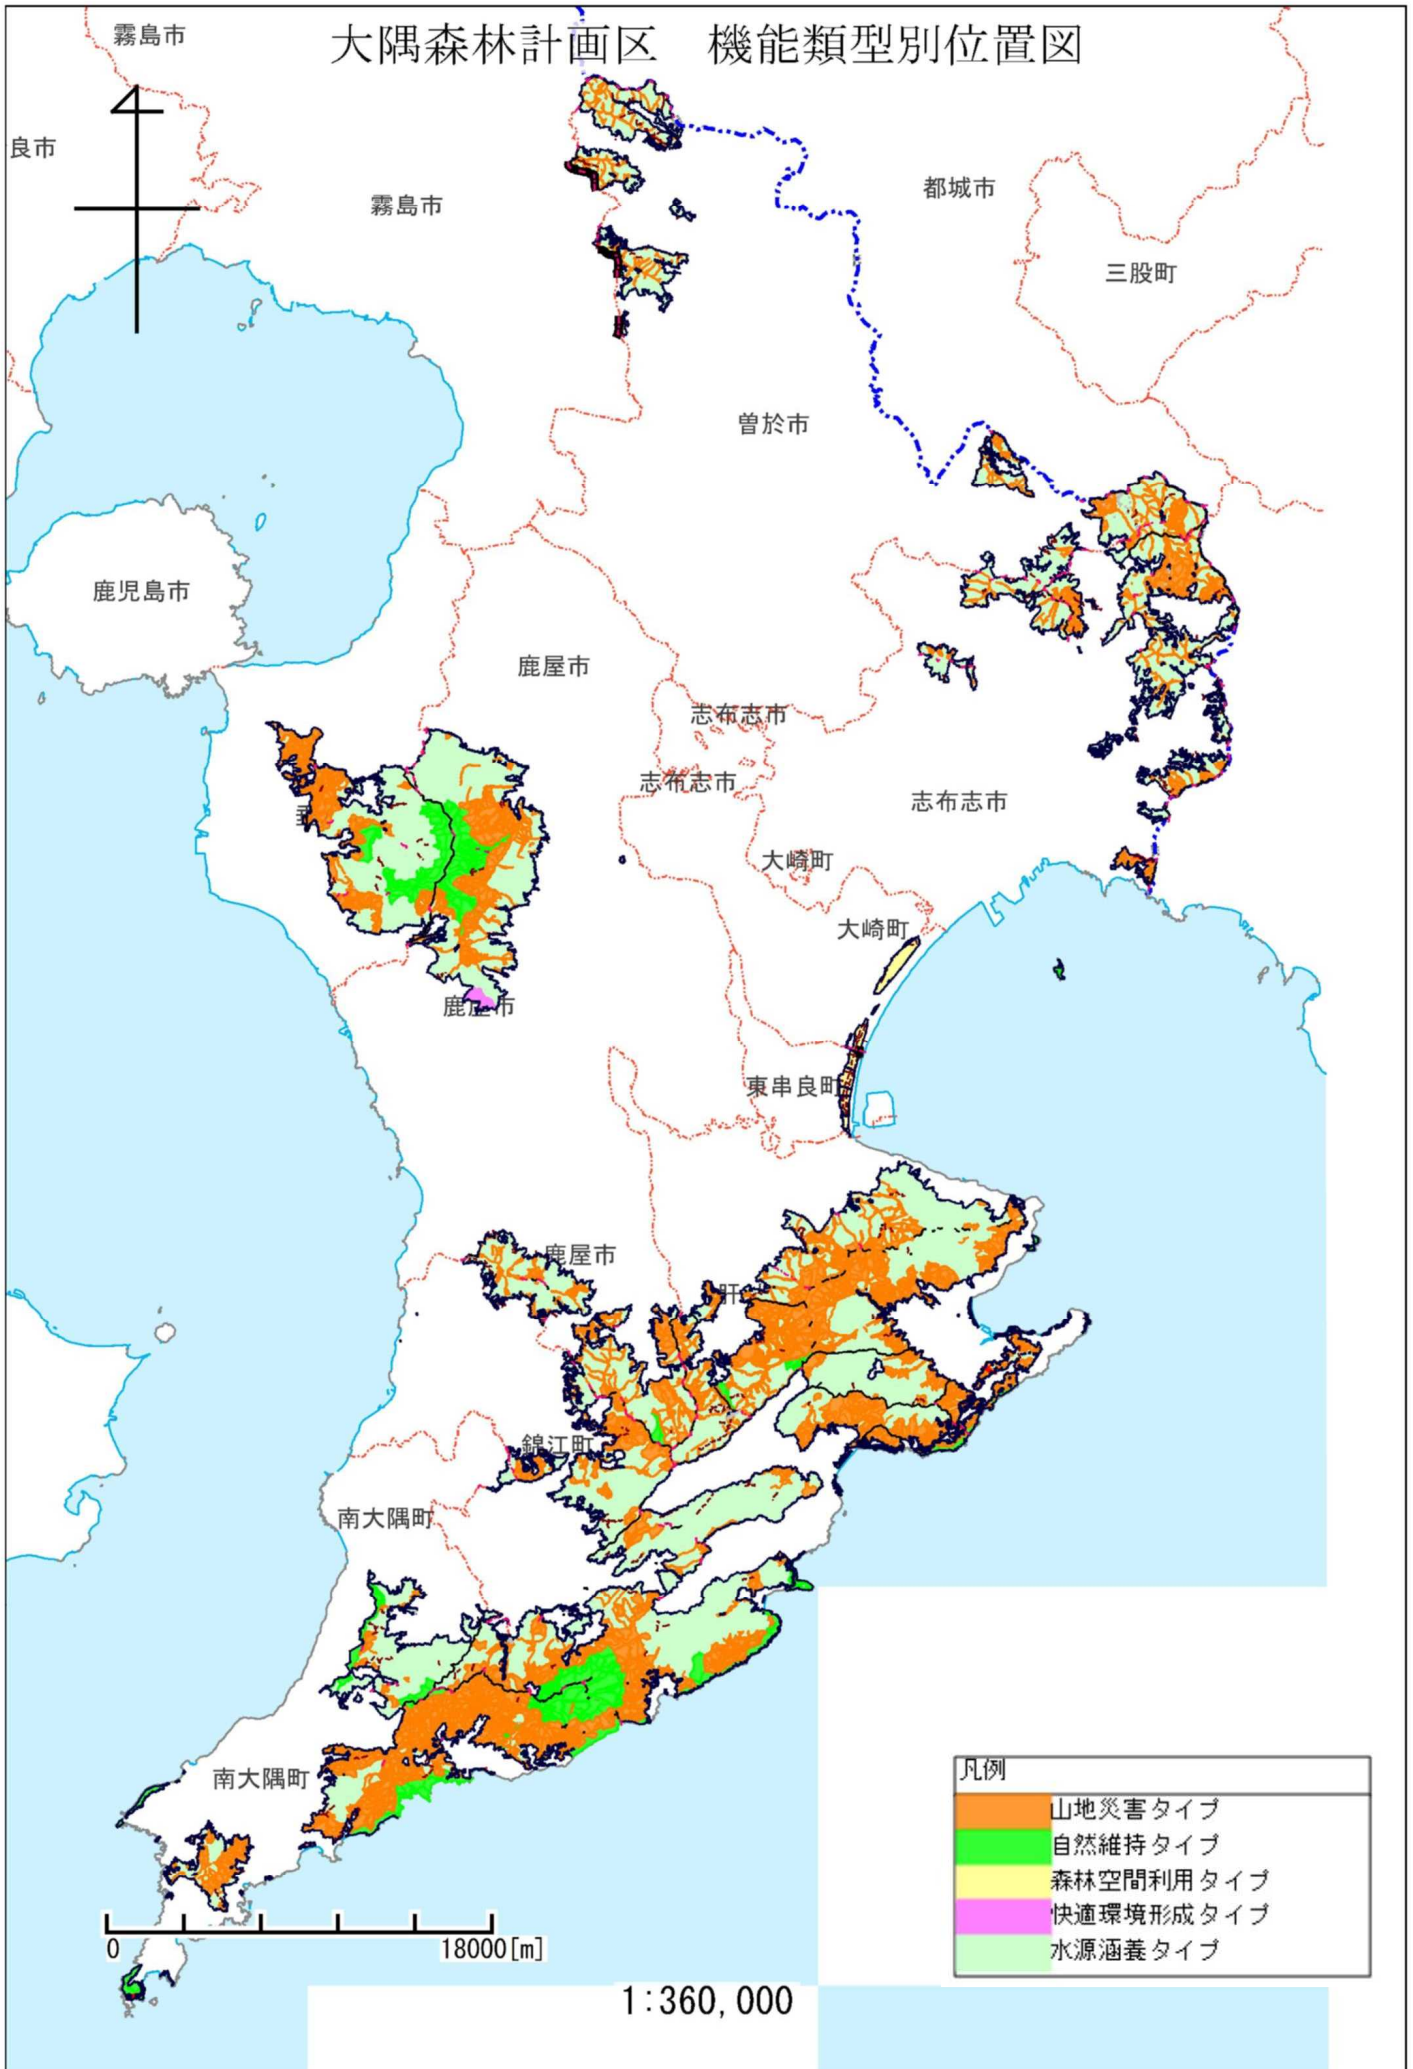 大隅森林計画区　機能類型別位置図
霧島市
良市
霧島市
都城市
三股町
曽於市
鹿児島市
鹿屋市
志布志市
志布志市
志布志市
大崎町
大崎町
鹿屋市
東串良町
鹿屋市
肝
錦江町
南大隅町
南大隅町
凡例
山地災害タイプ
自然維持タイプ
森林空間利用タイプ
快適環境形成タイプ
水源涵養タイプ
0 18000[m]
1:360,000